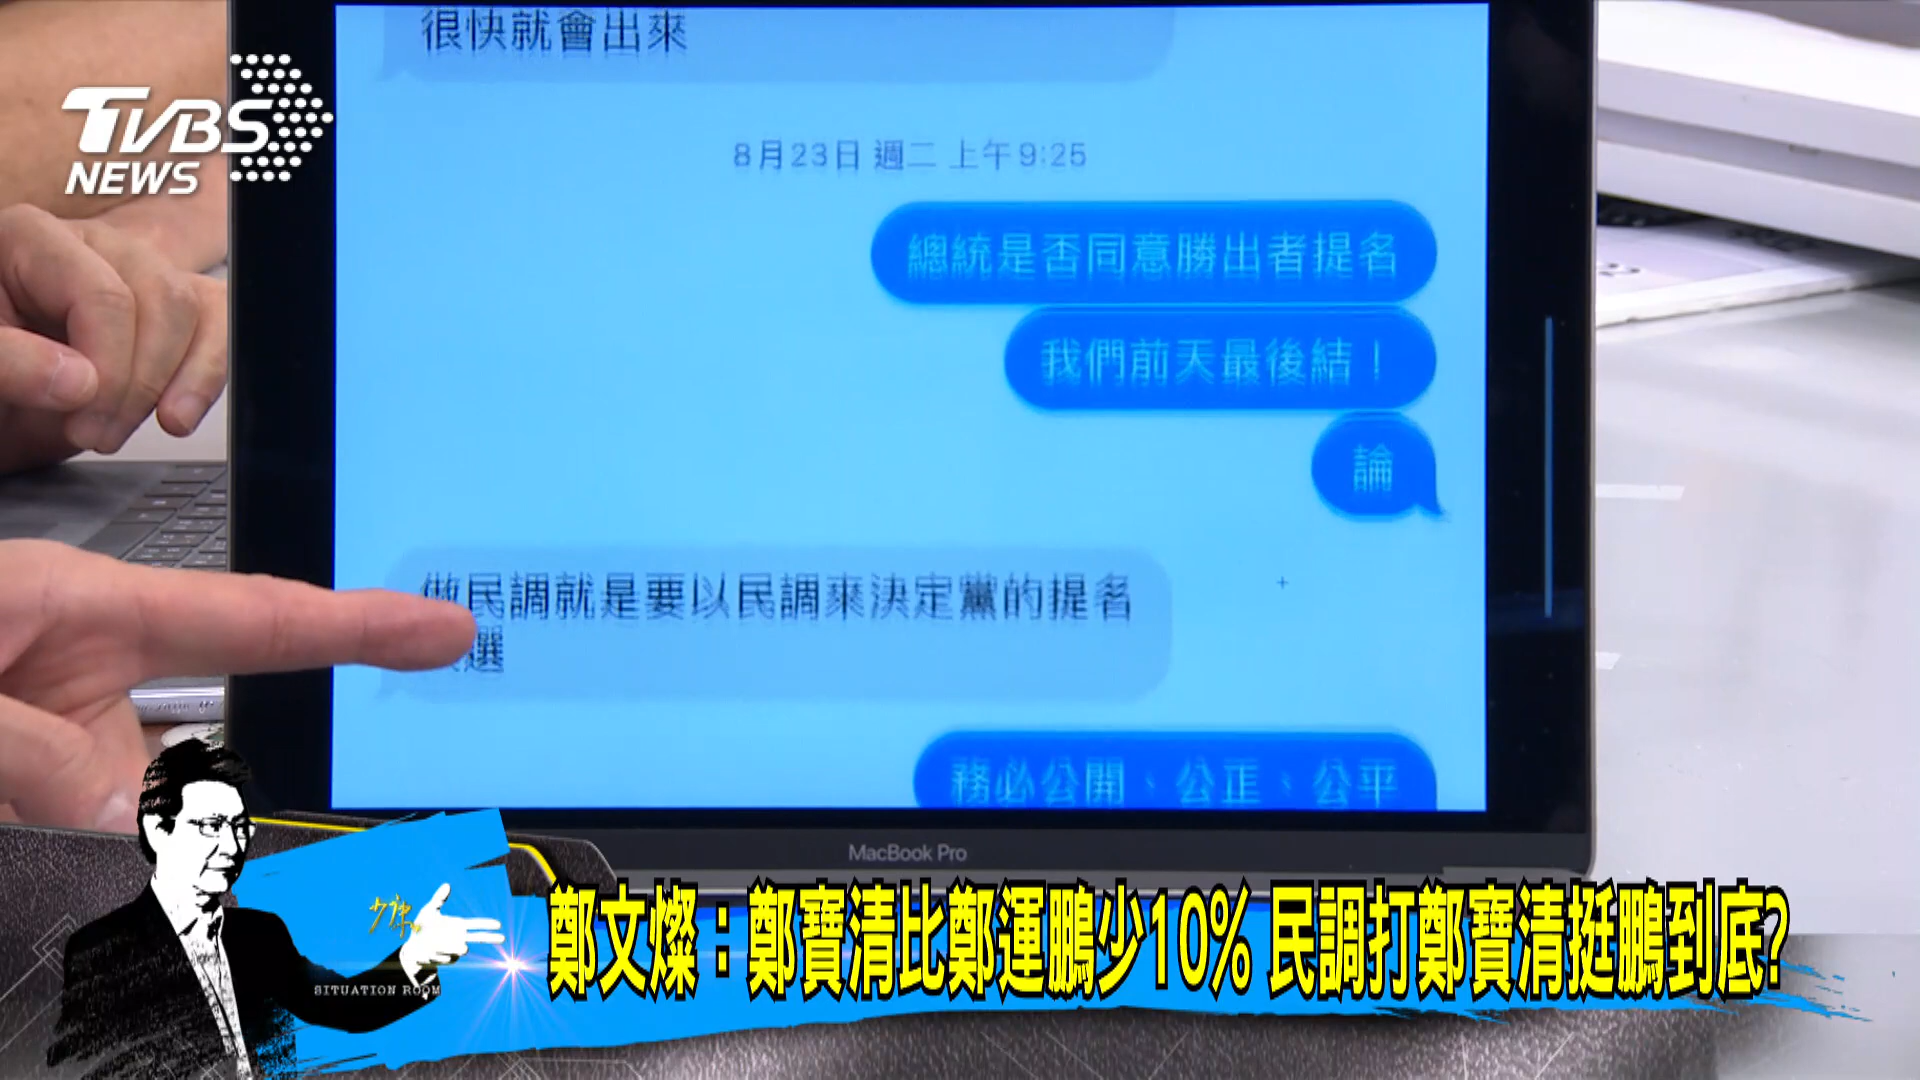 很快就會出來
TVBS
NEWS
8月23日 週二 上午9:25
總統是否同意勝出者提名
我們前天最後結！
論
做民調就是要以民調來決定黨的提名
選
務必公開、公正、公平
MacBook Pro
少康
SITUATION ROOM
鄭文燦：鄭寶清比鄭運鵬少10% 民調打鄭寶清挺鵬到底?